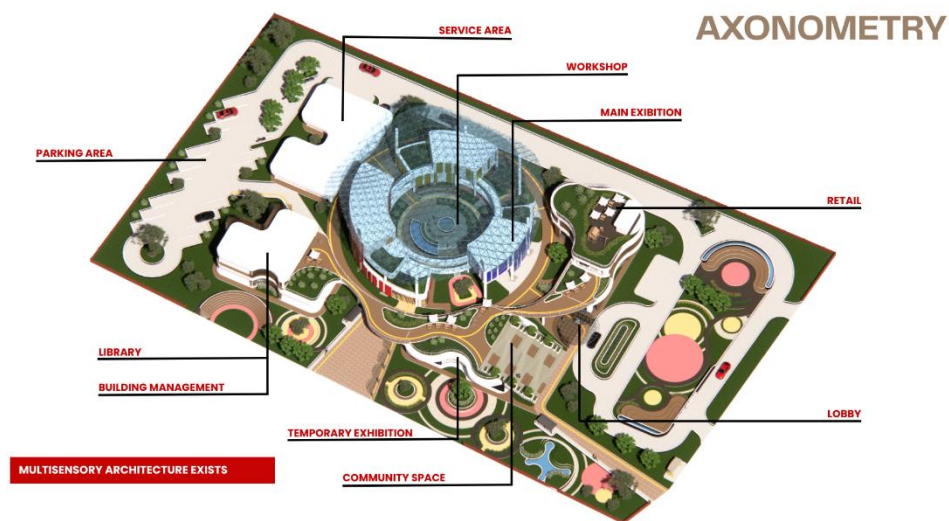 AXONOMETRY
SERVICE AREA
WORKSHOP
MAIN EXIBITION
PARKING AREA
RETAIL
LIBRARY
BUILDING MANAGEMENT
LOBBY
TEMPORARY EXHIBITION
MULTISENSORY ARCHITECTURE EXISTS
COMMUNITY SPACE